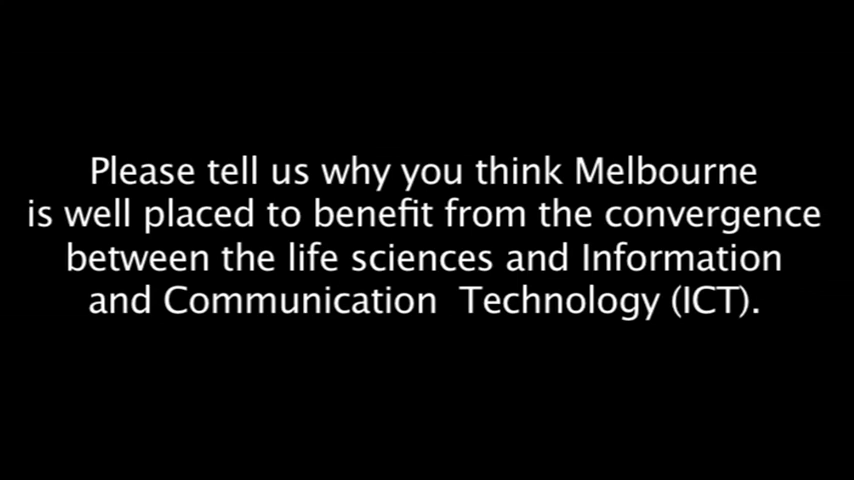 Please tell us why you think Melbourne
is well placed to benefit from the convergence
between the life sciences and Information
and Communication  Technology (ICT).